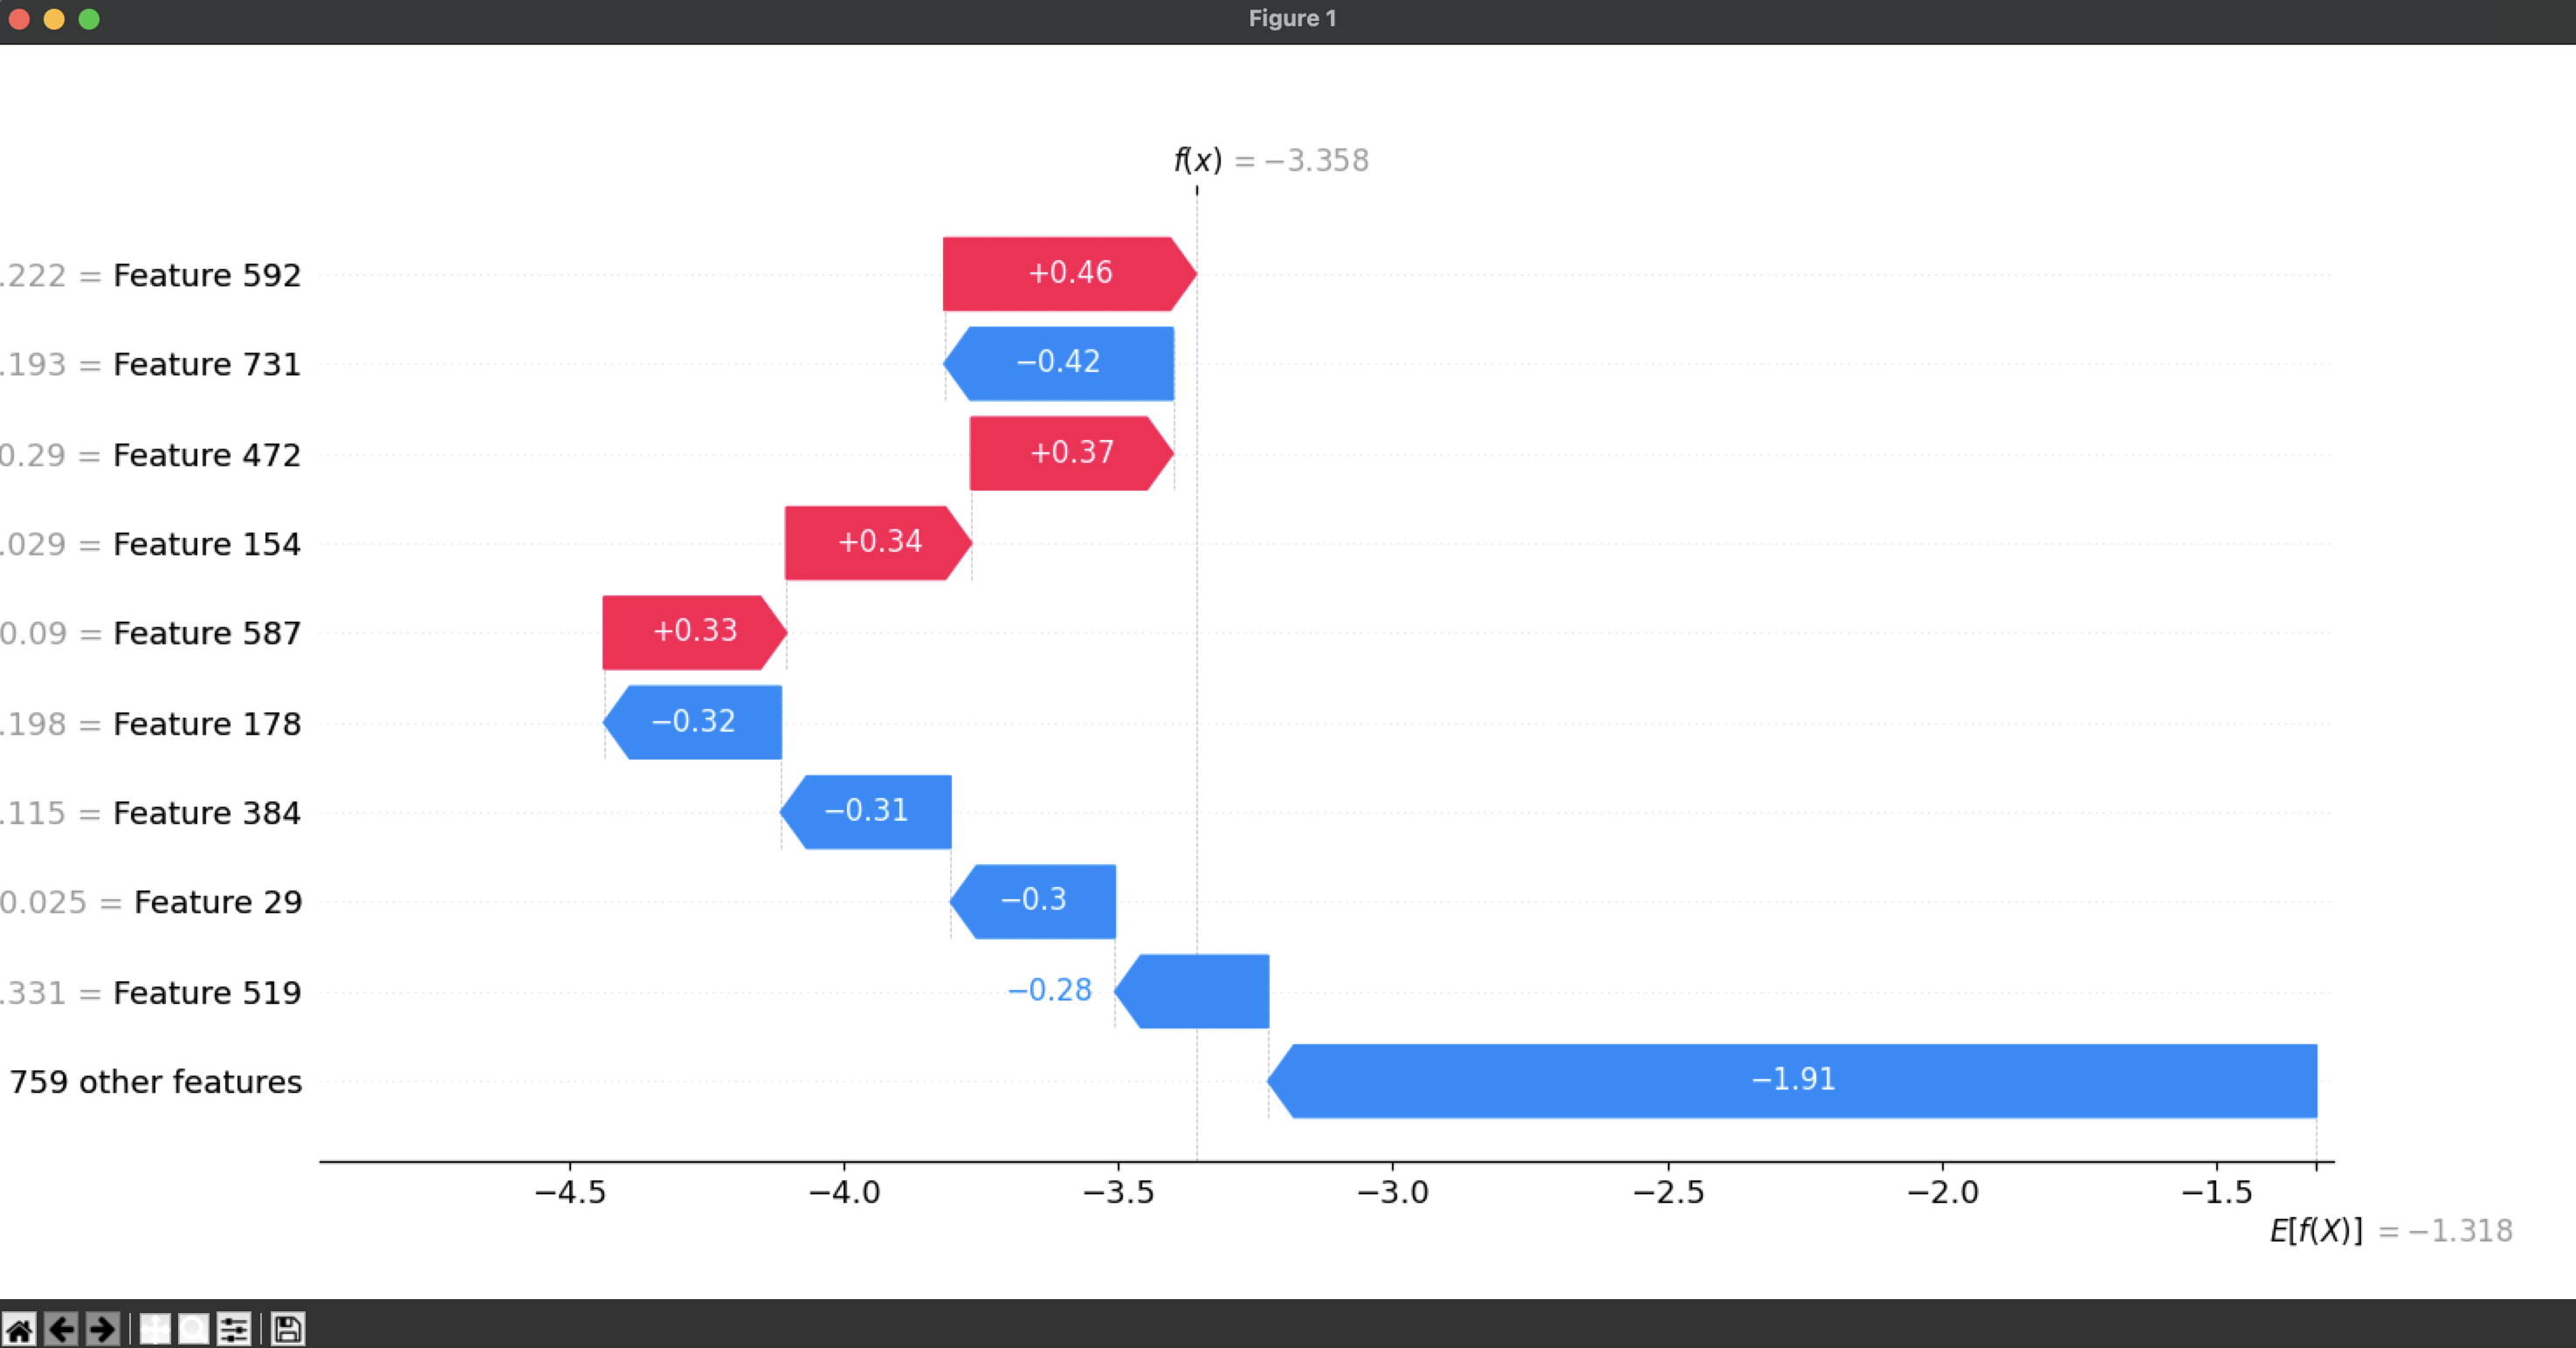 Figure 1
f(x) = −3.358
.222 = Feature 592
+0.46
.193 = Feature 731
−0.42
0.29 = Feature 472
+0.37
.029 = Feature 154
+0.34
0.09 = Feature 587
+0.33
.198 = Feature 178
−0.32
.115 = Feature 384
−0.31
0.025 = Feature 29
−0.3
.331 = Feature 519
−0.28
759 other features
−1.91
−4.5 −4.0 −3.5 −3.0 −2.5 −2.0 −1.5
E[f(X)] = −1.318